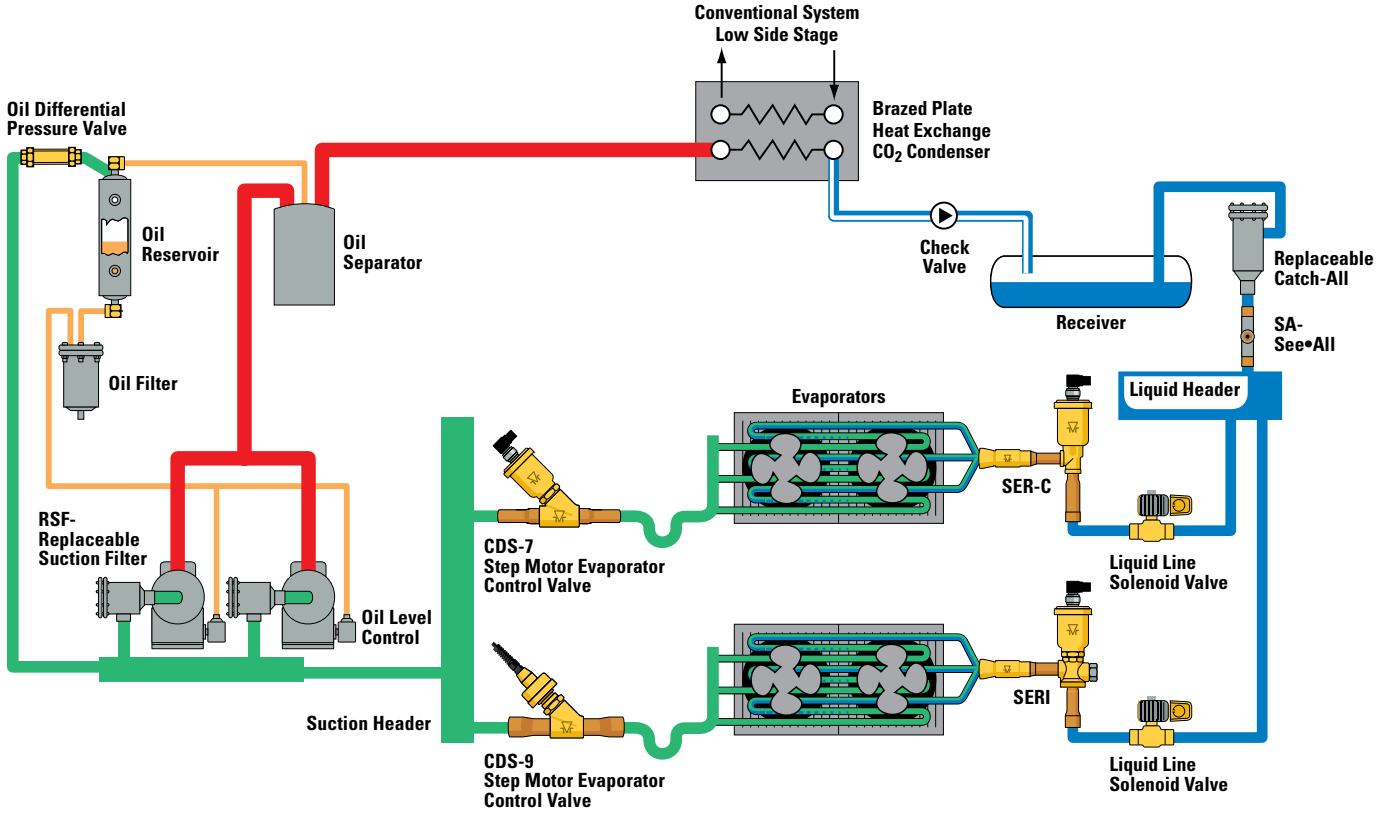 Conventional System
Low Side Stage
Oil Differential
Pressure Valve
Brazed Plate
Heat Exchange
CO₂ Condenser
Oil
Reservoir
Oil
Separator
Check
Valve
Replaceable
Catch-All
Receiver
SA-
See•All
Oil Filter
Liquid Header
Evaporators
SER-C
RSF-
Replaceable
Suction Filter
CDS-7
Step Motor Evaporator
Control Valve
Liquid Line
Solenoid Valve
Oil Level
Control
SERI
Suction Header
CDS-9
Step Motor Evaporator
Control Valve
Liquid Line
Solenoid Valve